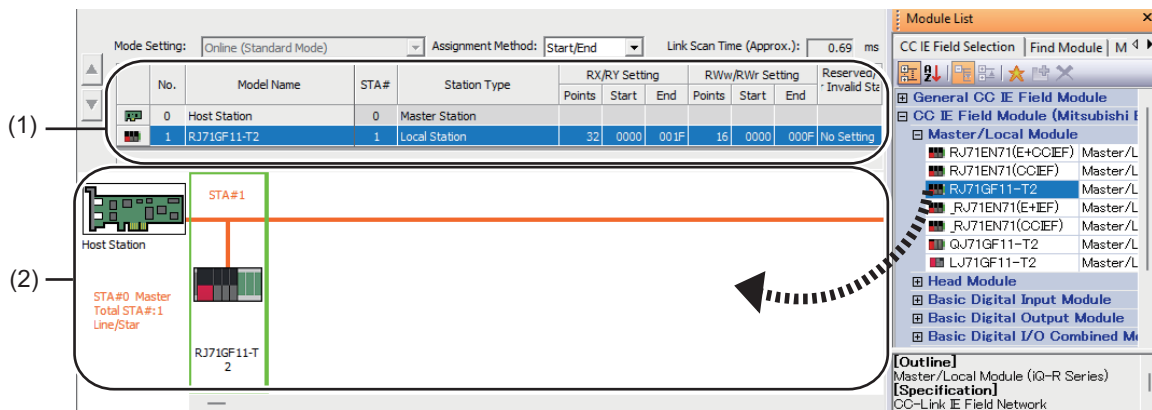 Module List
Mode Setting: Online (Standard Mode) Assignment Method: Start/End Link Scan Time (Approx.): 0.69 ms
CC IE Field Selection Find Module M
No. Model Name STA# Station Type RX/RY Setting RWw/RWr Setting Reserved/
Points Start End Points Start End Invalid Sta
0 Host Station 0 Master Station
1 RJ71GF11-T2 1 Local Station 32 0000 001F 16 0000 000F No Setting
(1)
General CC IE Field Module
CC IE Field Module (Mitsubishi E
Master/Local Module
RJ71EN71(E+CCIEF) Master/L
RJ71EN71(CCIEF) Master/L
RJ71GF11-T2 Master/L
_RJ71EN71(E+IEF) Master/L
_RJ71EN71(CCIEF) Master/L
QJ71GF11-T2 Master/L
LJ71GF11-T2 Master/L
Head Module
Basic Digital Input Module
Basic Digital Output Module
Basic Digital I/O Combined Mo
STA#1
Host Station
(2)
STA#0 Master
Total STA#:1
Line/Star
RJ71GF11-T
2
[Outline]
Master/Local Module (iQ-R Series)
[Specification]
CC-Link IE Field Network